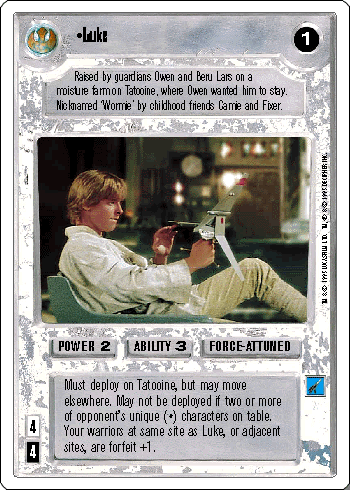 •Luke
1
Raised by guardians Owen and Beru Lars on a
moisture farm on Tatooine, where Owen wanted him to stay.
Nicknamed 'Wormie' by childhood friends Camie and Fixer.
POWER 2
ABILITY 3
FORCE-ATTUNED
Must deploy on Tatooine, but may move
elsewhere. May not be deployed if two or more
of opponent's unique (•) characters on table.
Your warriors at same site as Luke, or adjacent
sites, are forfeit +1.
4
4